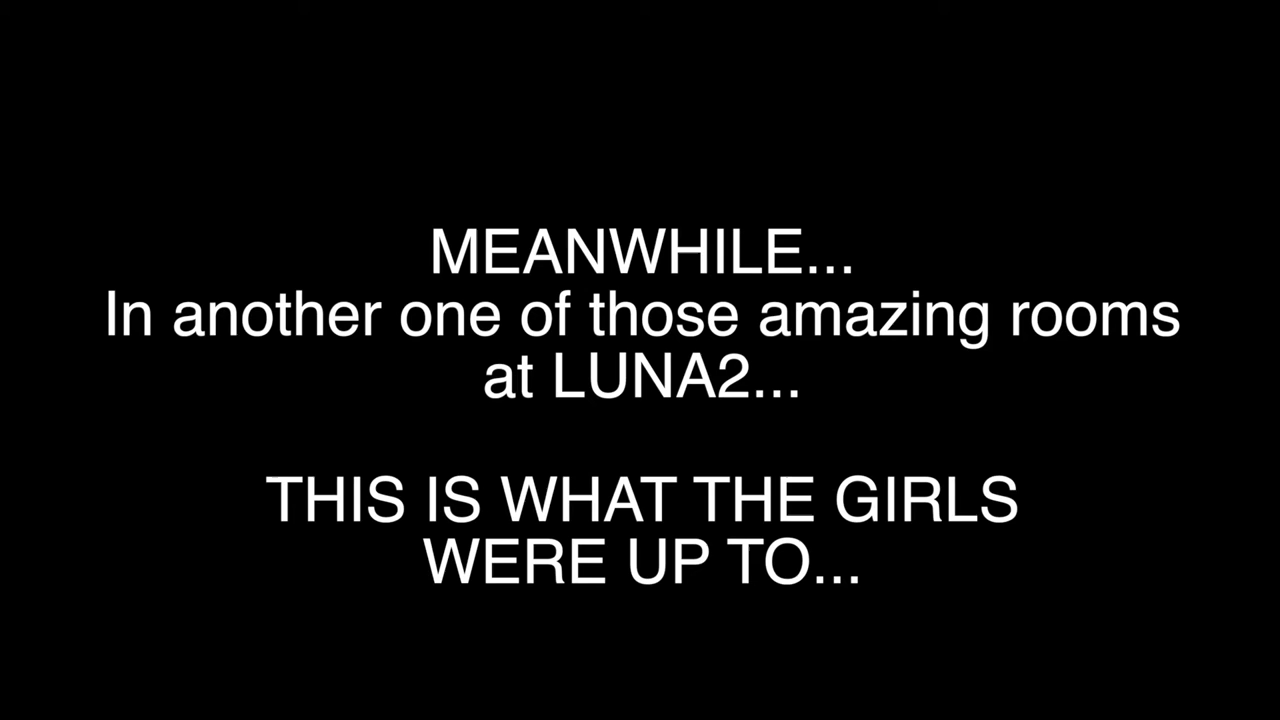 MEANWHILE...
In another one of those amazing rooms
at LUNA2...
THIS IS WHAT THE GIRLS
WERE UP TO...